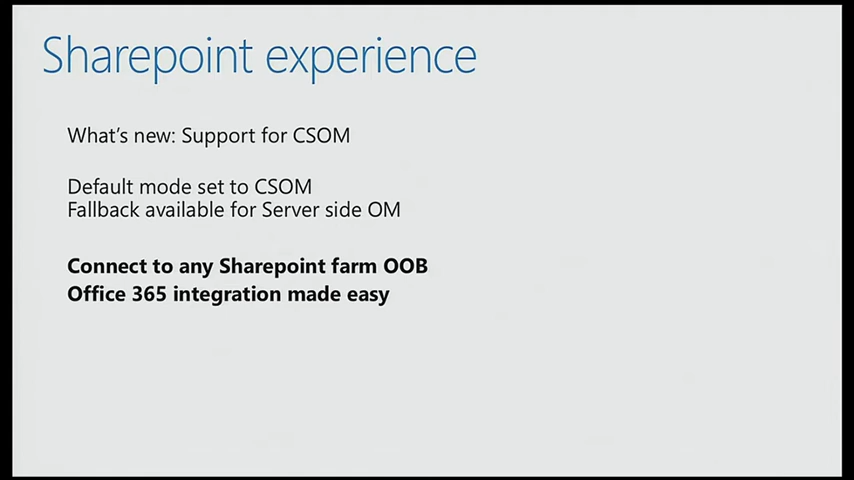 Sharepoint experience
What's new: Support for CSOM
Default mode set to CSOM
Fallback available for Server side OM
Connect to any Sharepoint farm OOB
Office 365 integration made easy